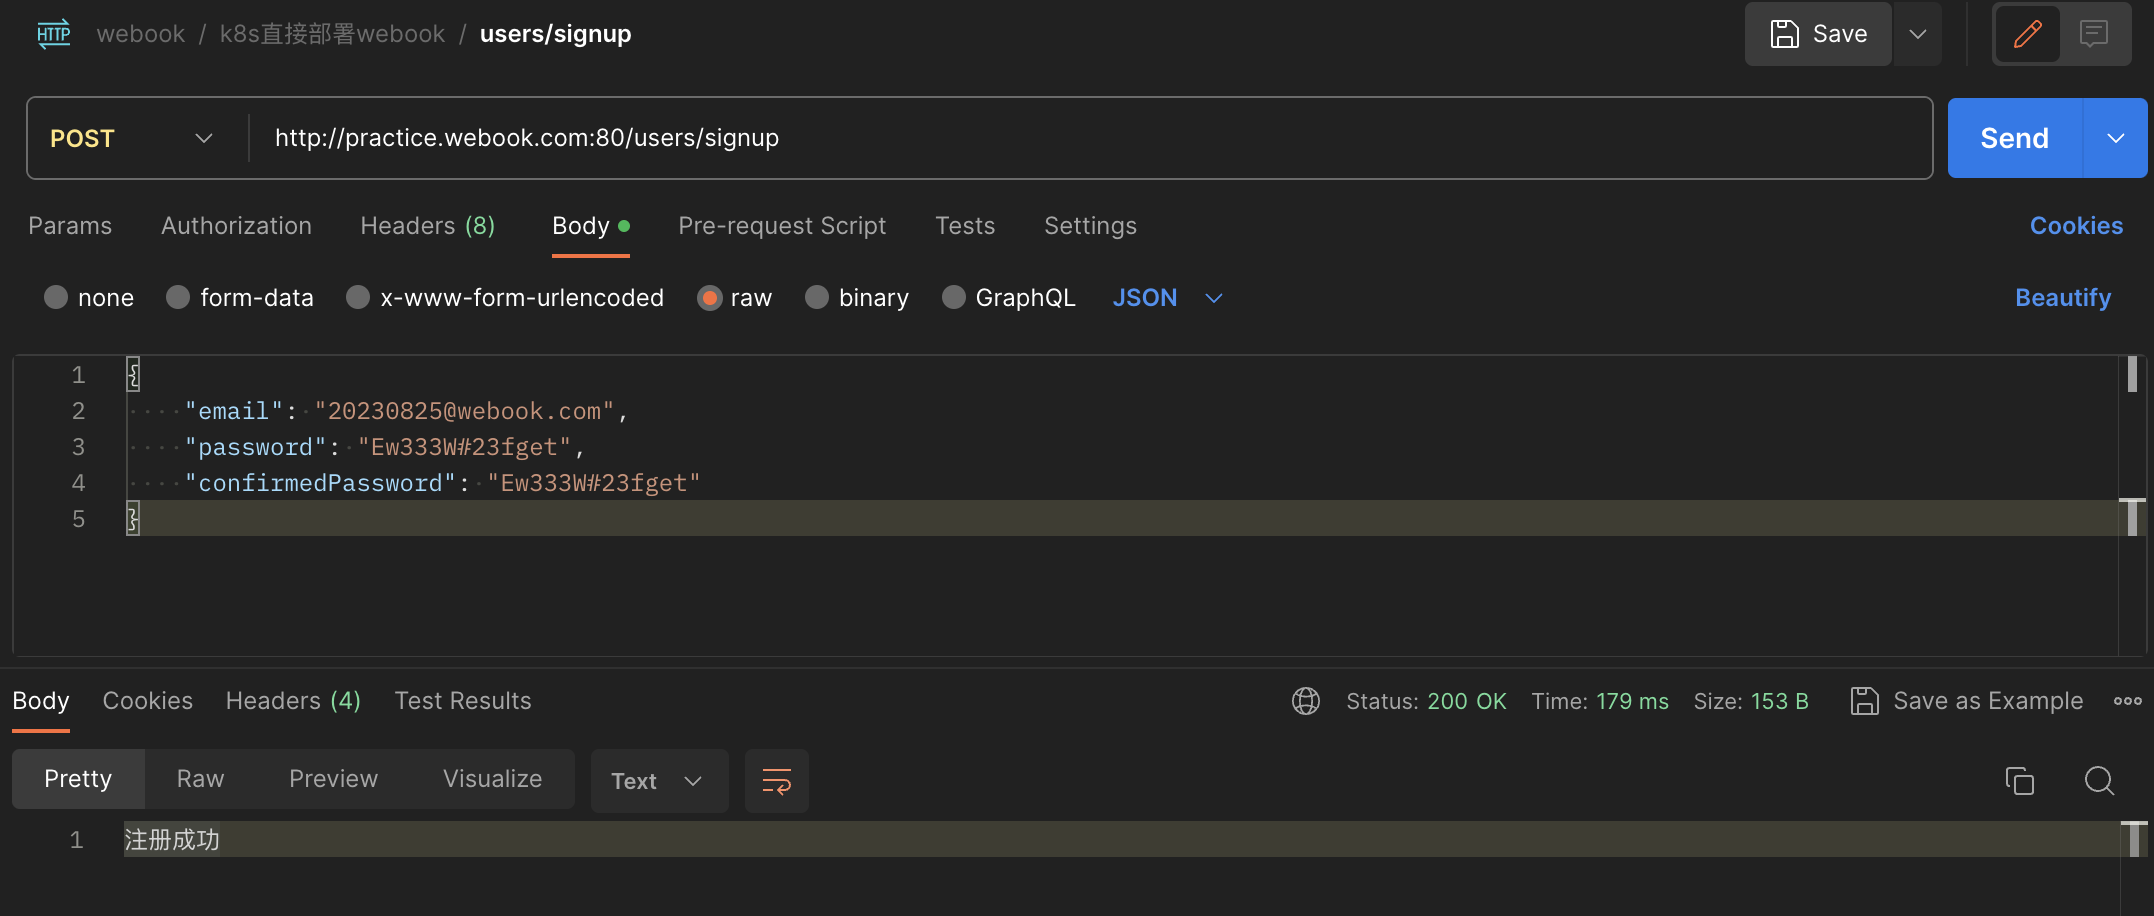 HTTP webook / k8s直接部署webook / users/signup Save
POST http://practice.webook.com:80/users/signup Send
Params Authorization Headers (8) Body Pre-request Script Tests Settings Cookies
none form-data x-www-form-urlencoded raw binary GraphQL JSON Beautify
1 {
2 "email": "20230825@webook.com",
3 "password": "Ew333W#23fget",
4 "confirmedPassword": "Ew333W#23fget"
5 }
Body Cookies Headers (4) Test Results Status: 200 OK Time: 179 ms Size: 153 B Save as Example
Pretty Raw Preview Visualize Text
1 注册成功